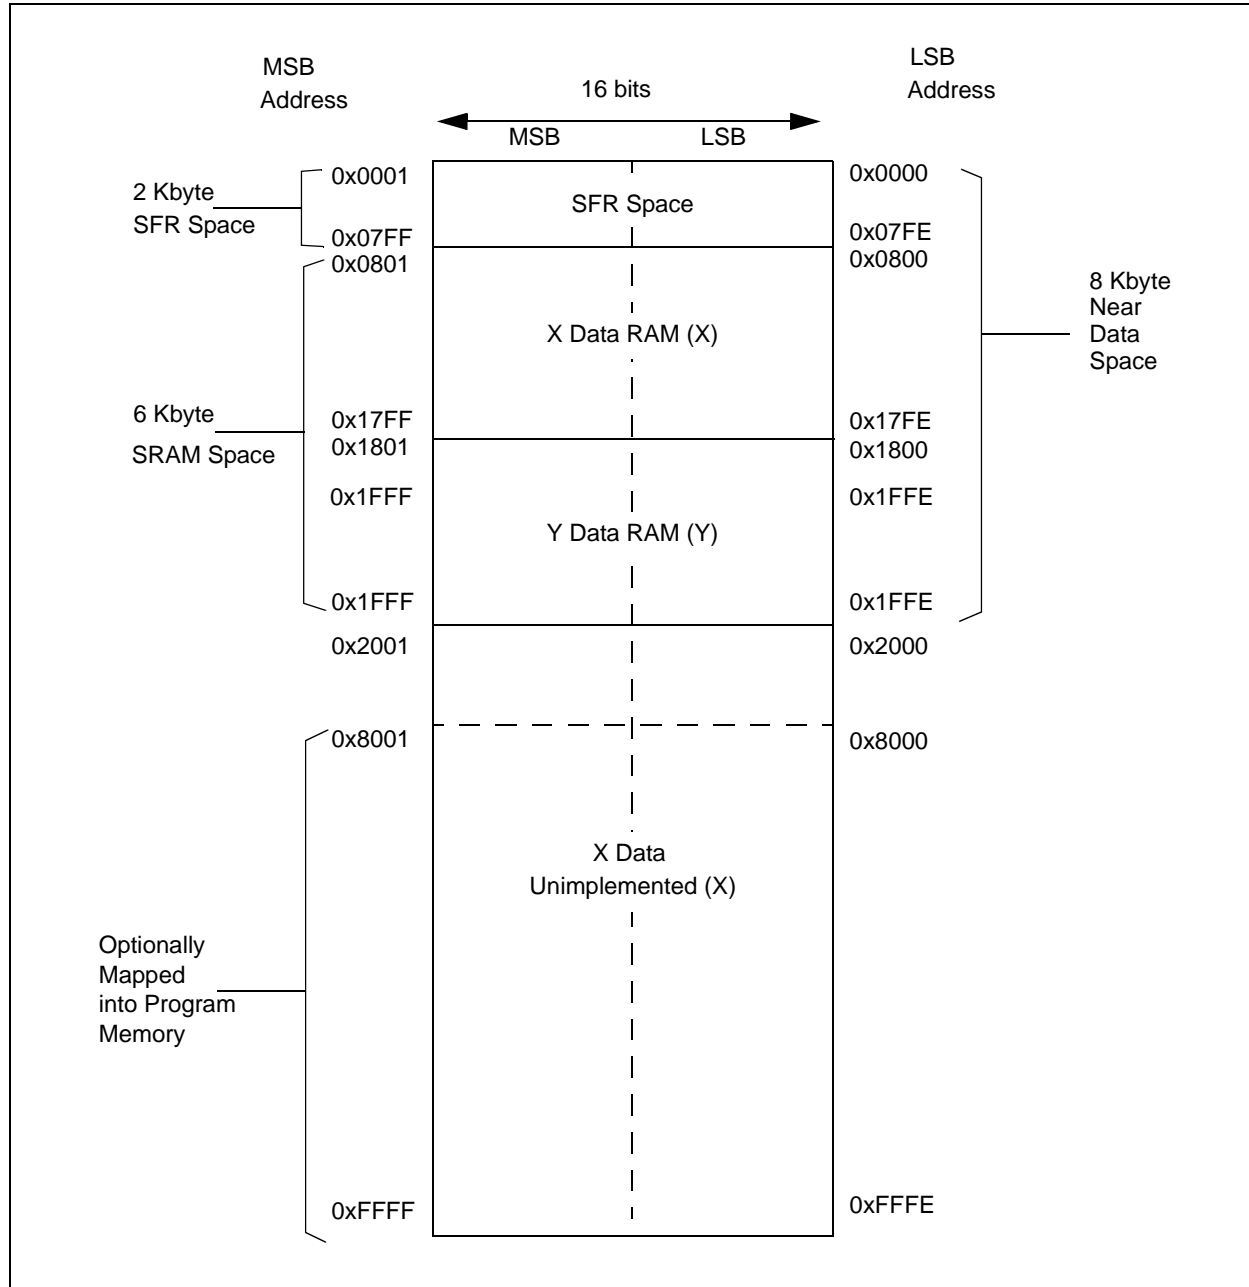 MSB
Address
16 bits
LSB
Address
MSB
LSB
2 Kbyte
SFR Space
0x0001
SFR Space
0x0000
0x07FF
0x07FE
0x0801
0x0800
8 Kbyte
Near
Data
Space
X Data RAM (X)
6 Kbyte
SRAM Space
0x17FF
0x17FE
0x1801
0x1800
0x1FFF
0x1FFE
Y Data RAM (Y)
0x1FFF
0x1FFE
0x2001
0x2000
0x8001
0x8000
X Data
Unimplemented (X)
Optionally
Mapped
into Program
Memory
0xFFFF
0xFFFE